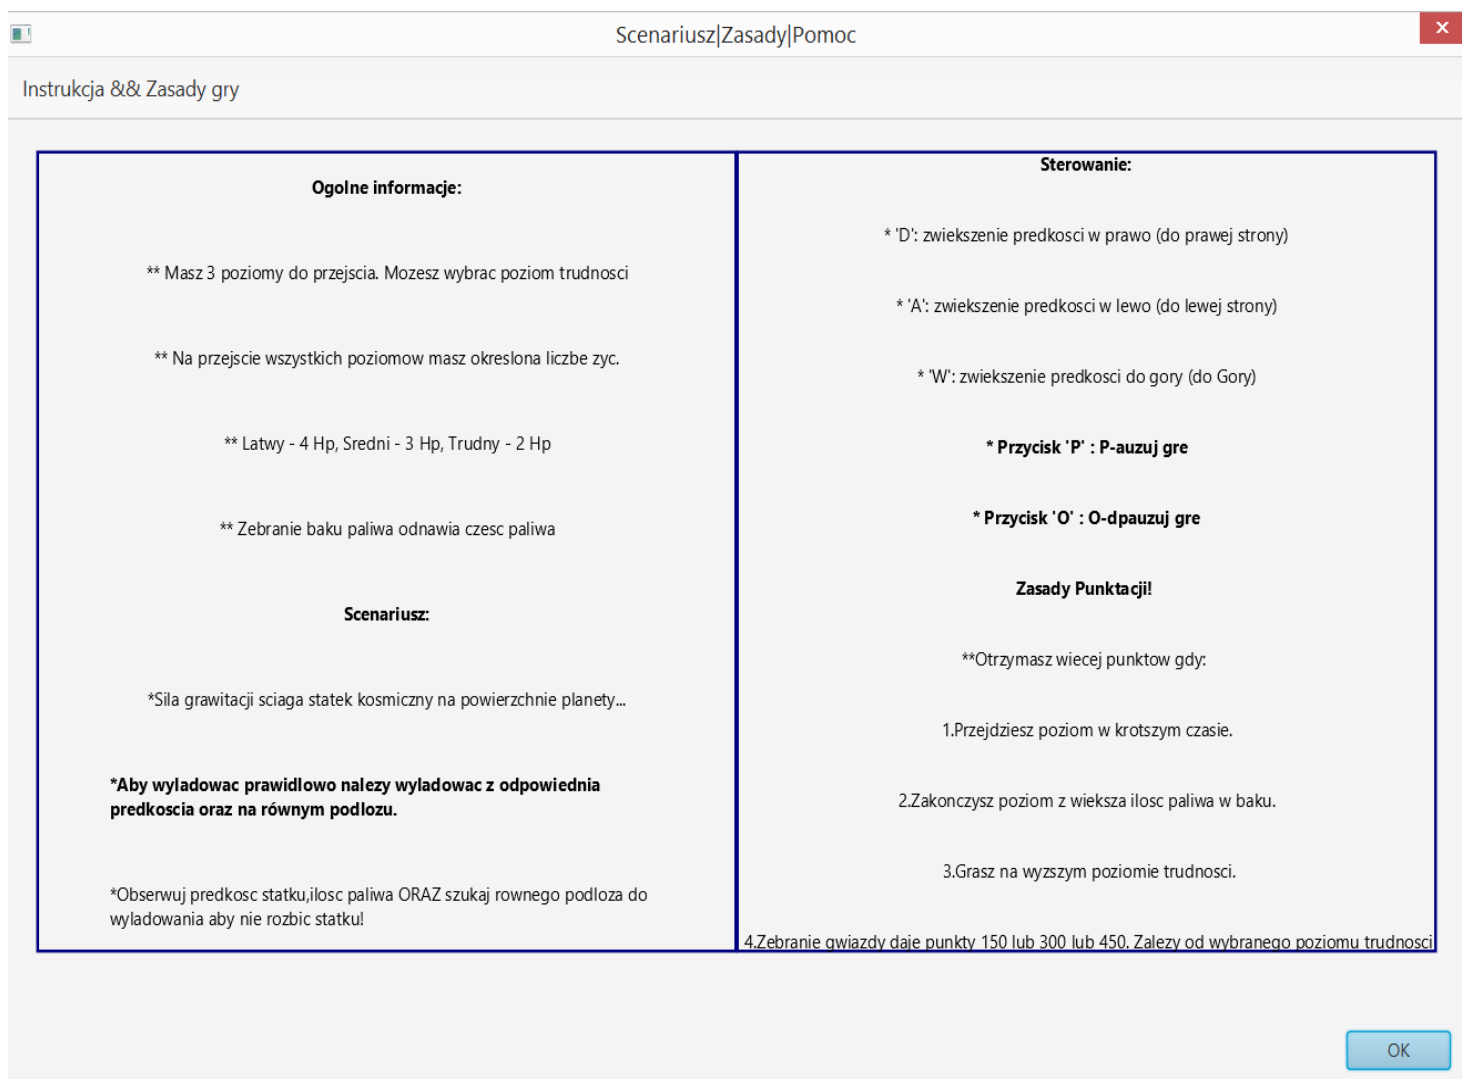 Scenariusz|Zasady|Pomoc
x
Instrukcja && Zasady gry
Ogolne informacje:
** Masz 3 poziomy do przejscia. Mozesz wybrac poziom trudnosci
** Na przejscie wszystkich poziomow masz okreslona liczbe zyc.
** Latwy - 4 Hp, Sredni - 3 Hp, Trudny - 2 Hp
** Zebranie baku paliwa odnawia czesc paliwa
Scenariusz:
*Sila grawitacji sciaga statek kosmiczny na powierzchnie planety...
*Aby wyladowac prawidlowo nalezy wyladowac z odpowiednia
predkoscia oraz na równym podlozu.
*Obserwuj predkosc statku,ilosc paliwa ORAZ szukaj rownego podloza do
wyladowania aby nie rozbic statku!
Sterowanie:
* 'D': zwiekszenie predkosci w prawo (do prawej strony)
* 'A': zwiekszenie predkosci w lewo (do lewej strony)
* 'W': zwiekszenie predkosci do gory (do Gory)
* Przycisk 'P' : P-auzuj gre
* Przycisk 'O' : O-dpauzuj gre
Zasady Punktacji!
**Otrzymasz wiecej punktow gdy:
1.Przejdziesz poziom w krotszym czasie.
2.Zakonczysz poziom z wieksza ilosc paliwa w baku.
3.Grasz na wyzszym poziomie trudnosci.
4.Zebranie gwiazdy daje punkty 150 lub 300 lub 450. Zalezy od wybranego poziomu trudnosci
OK